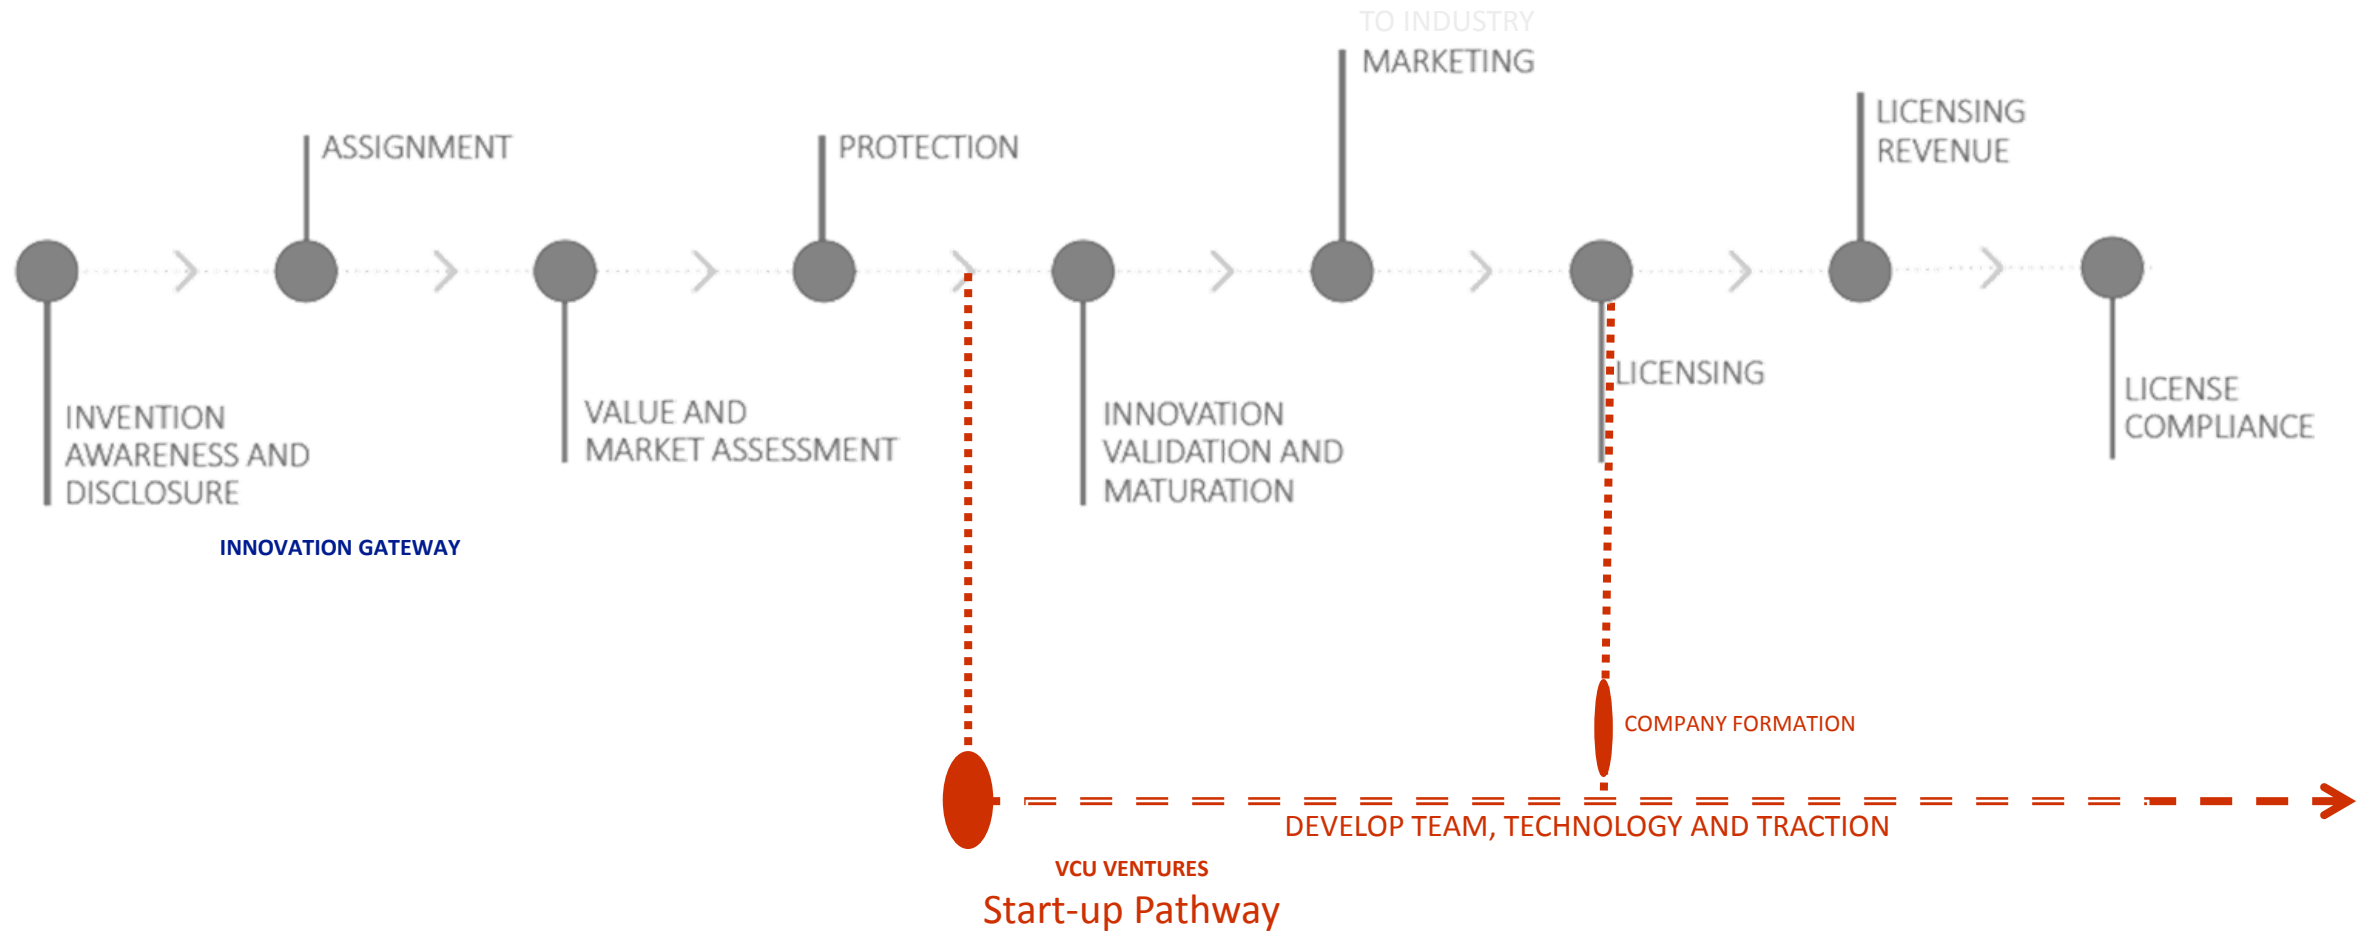 TO INDUSTRY
MARKETING
LICENSING
REVENUE
ASSIGNMENT
PROTECTION
LICENSING
LICENSE
COMPLIANCE
INVENTION
AWARENESS AND
DISCLOSURE
VALUE AND
MARKET ASSESSMENT
INNOVATION
VALIDATION AND
MATURATION
INNOVATION GATEWAY
COMPANY FORMATION
DEVELOP TEAM, TECHNOLOGY AND TRACTION
VCU VENTURES
Start-up Pathway